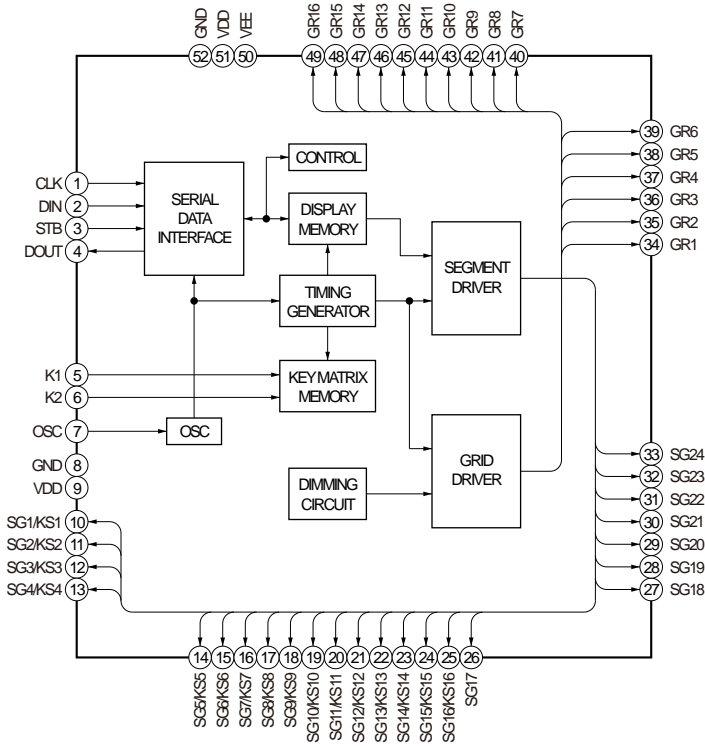 GND
VDD
VEE
GR16
GR15
GR14
GR13
GR12
GR11
GR10
GR9
GR8
GR7
52
51
50
49
48
47
46
45
44
43
42
41
40
39 GR6
38 GR5
37 GR4
36 GR3
35 GR2
34 GR1
CLK 1
DIN 2
STB 3
DOUT 4
SERIAL
DATA
INTERFACE
CONTROL
DISPLAY
MEMORY
TIMING
GENERATOR
SEGMENT
DRIVER
K1 5
K2 6
OSC 7
GND 8
VDD 9
KEY MATRIX
MEMORY
OSC
DIMMING
CIRCUIT
GRID
DRIVER
33 SG24
32 SG23
31 SG22
30 SG21
29 SG20
28 SG19
27 SG18
SG1/KS1 10
SG2/KS2 11
SG3/KS3 12
SG4/KS4 13
14
15
16
17
18
19
20
21
22
23
24
25
26
SG5/KS5
SG6/KS6
SG7/KS7
SG8/KS8
SG9/KS9
SG10/KS10
SG11/KS11
SG12/KS12
SG13/KS13
SG14/KS14
SG15/KS15
SG16/KS16
SG17